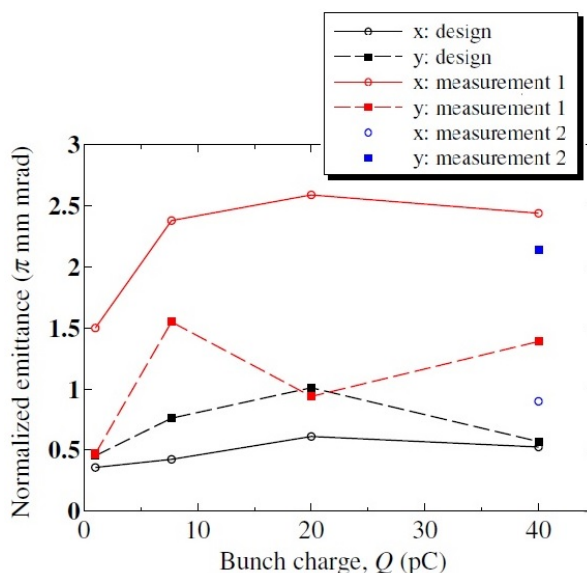 x: design
y: design
x: measurement 1
y: measurement 1
x: measurement 2
y: measurement 2
3
2.5
2
1.5
1
0.5
0
0 10 20 30 40
Normalized emittance (π mm mrad)
Bunch charge, Q (pC)